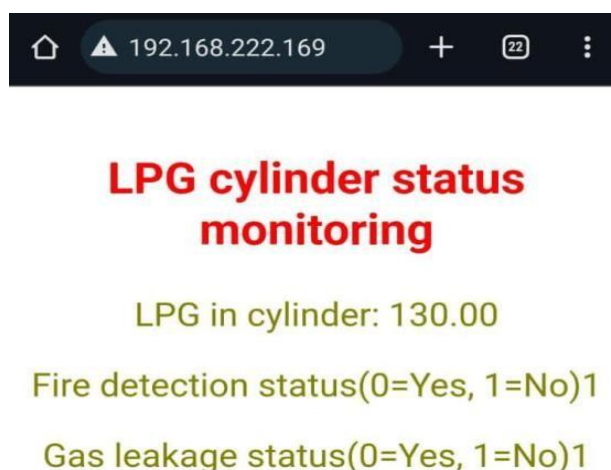 192.168.222.169
22
LPG cylinder status
monitoring
LPG in cylinder: 130.00
Fire detection status(0=Yes, 1=No)1
Gas leakage status(0=Yes, 1=No)1